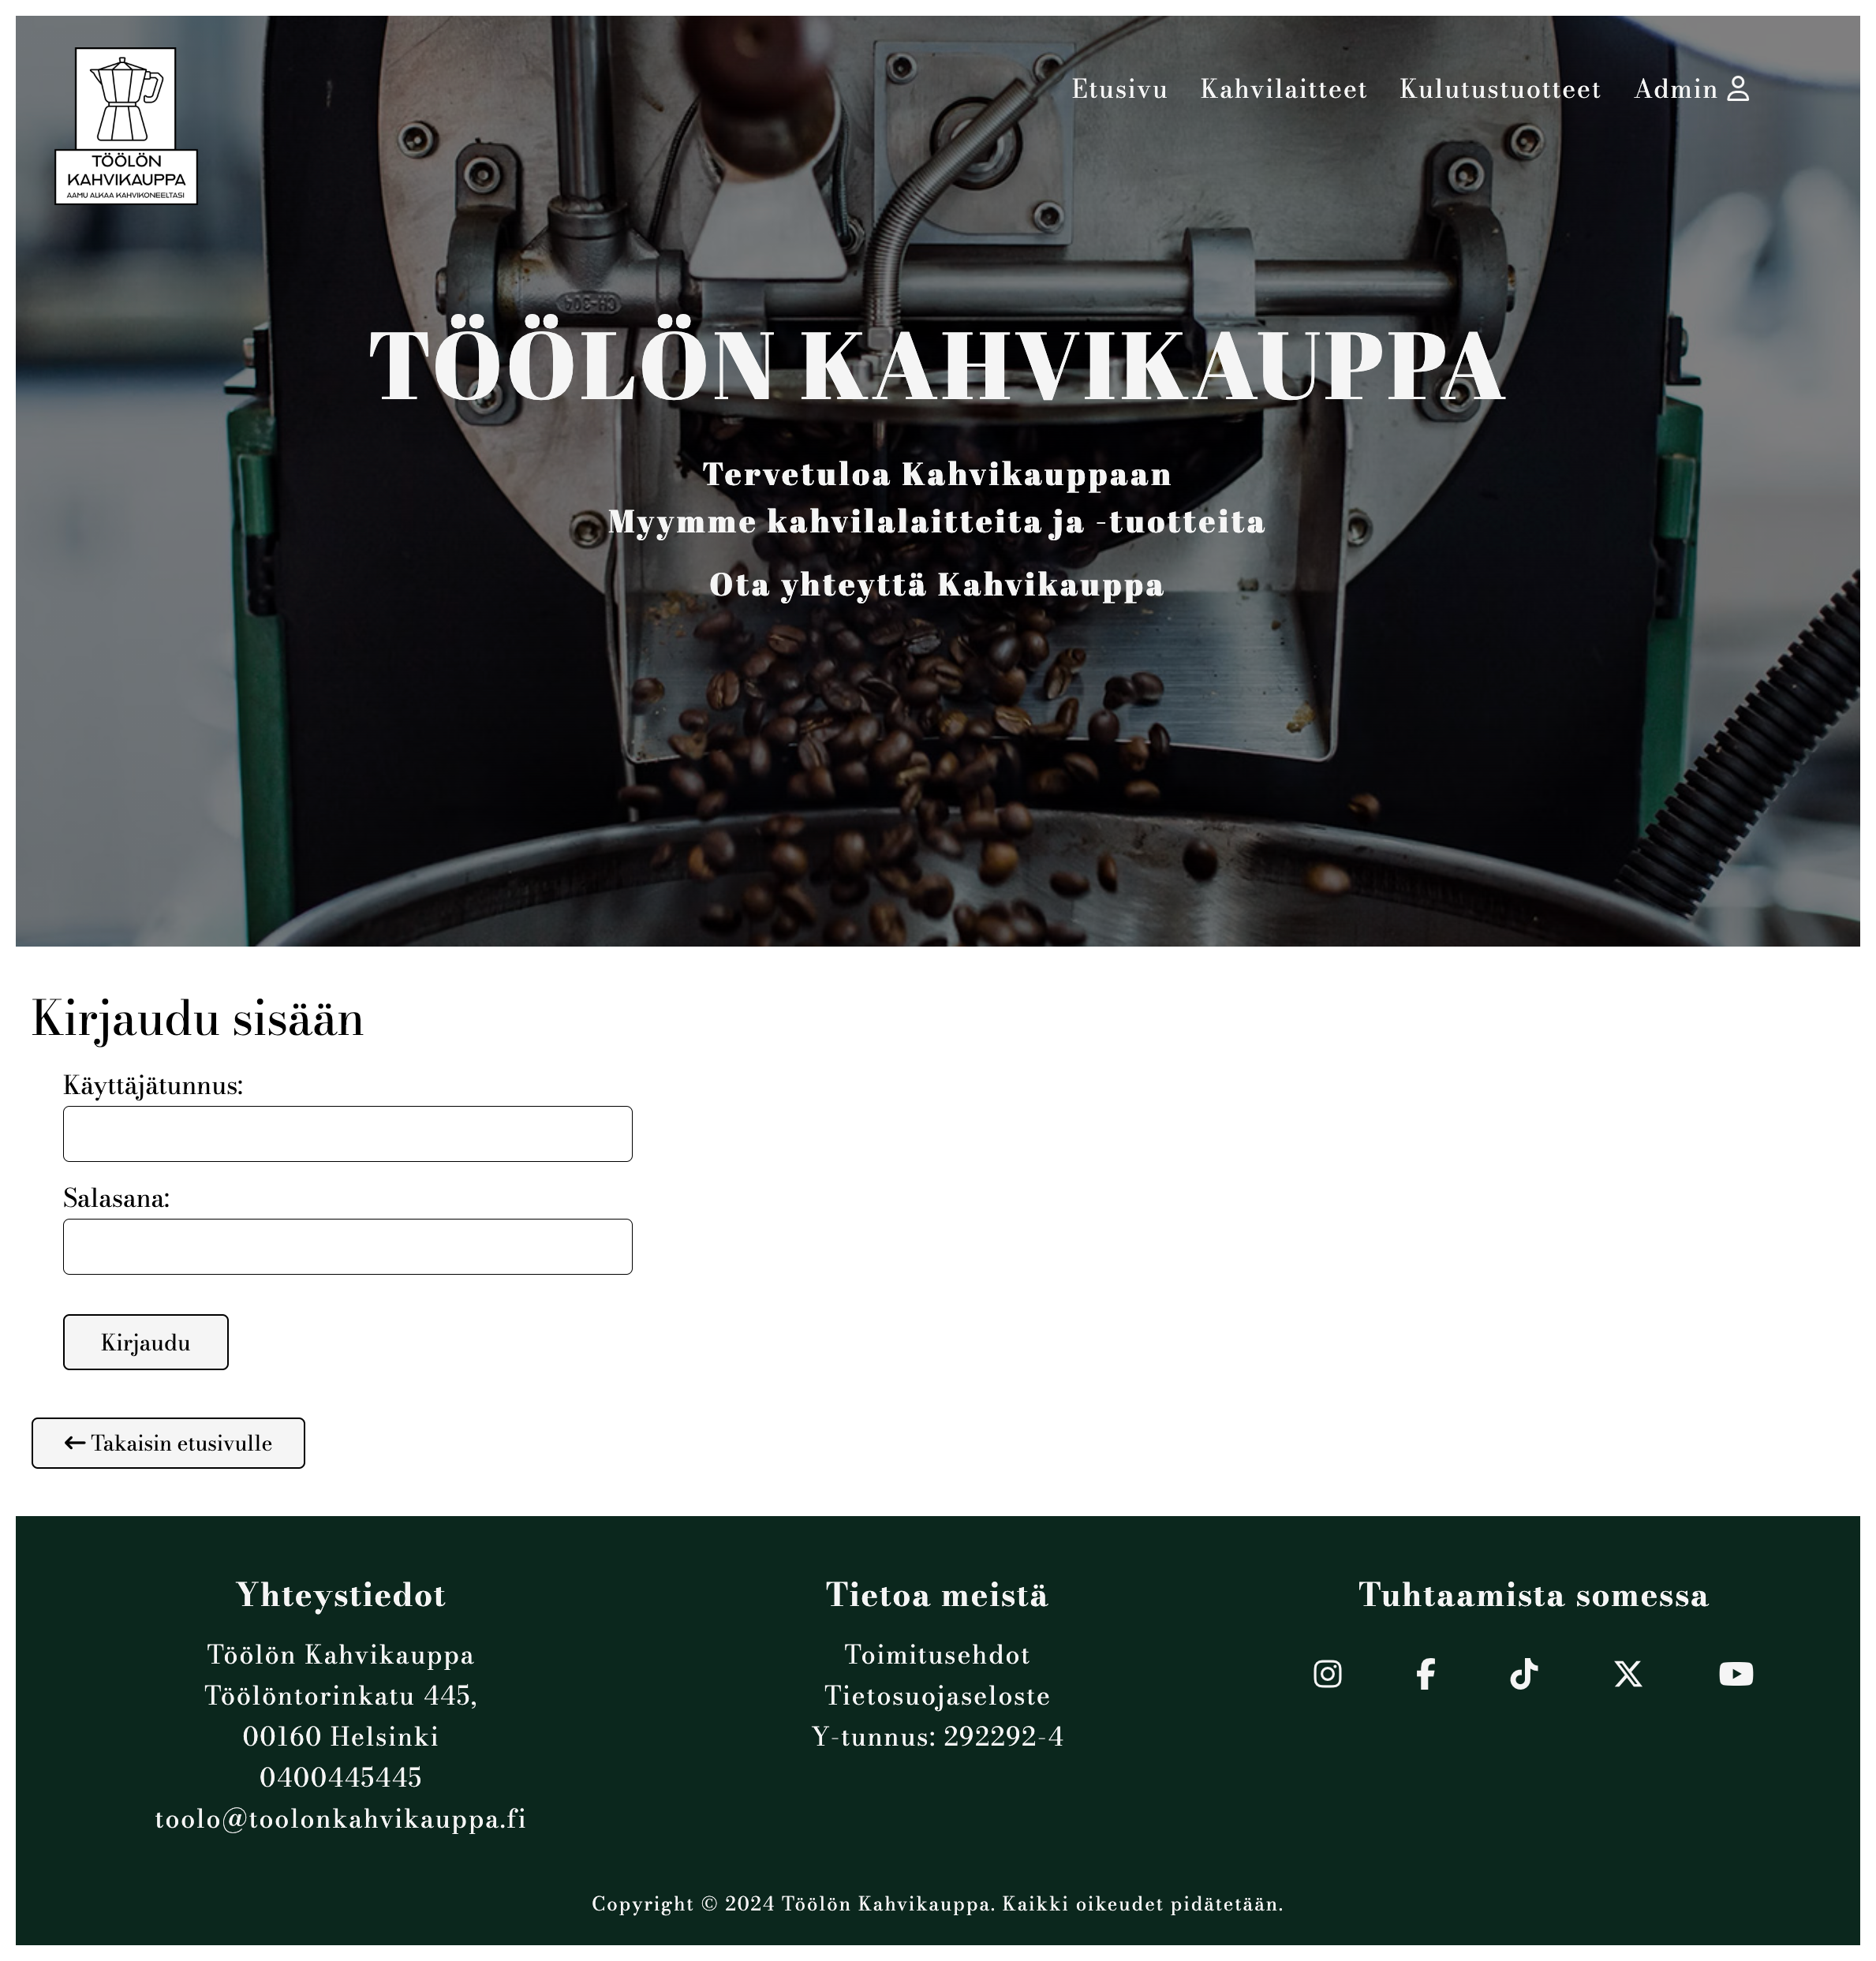 TÖÖLÖN
KAHVIKAUPPA
AAMU ALKAA KAHVIKONEELTASI
Etusivu Kahvilaitteet Kulutustuotteet Admin
TÖÖLÖN KAHVIKAUPPA
Tervetuloa Kahvikauppaan
Myymme kahvilalaitteita ja -tuotteita
Ota yhteyttä Kahvikauppa
Kirjaudu sisään
Käyttäjätunnus:
Salasana:
Kirjaudu
Takaisin etusivulle
Yhteystiedot
Töölön Kahvikauppa
Töölöntorinkatu 445,
00160 Helsinki
0400445445
toolo@toolonkahvikauppa.fi
Tietoa meistä
Toimitusehdot
Tietosuojaseloste
Y-tunnus: 292292-4
Tuhtaamista somessa
Copyright © 2024 Töölön Kahvikauppa. Kaikki oikeudet pidätetään.